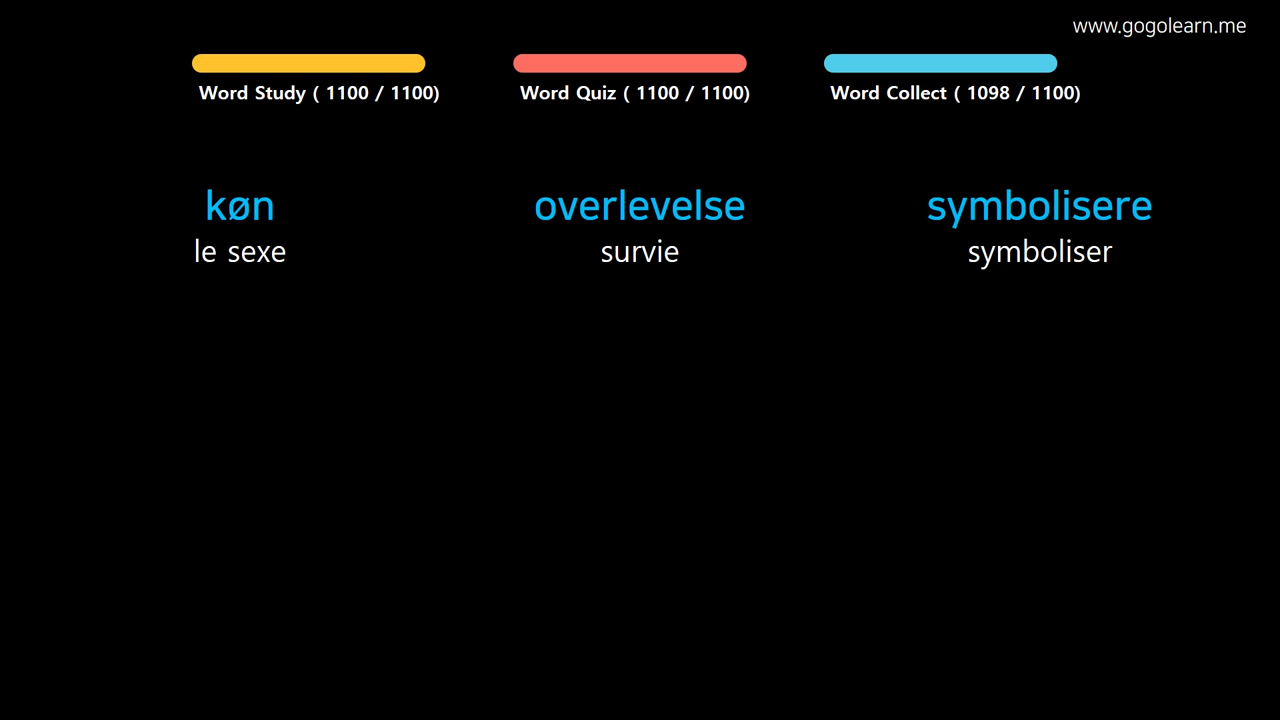 www.gogolearn.me
Word Study ( 1100 / 1100)
Word Quiz ( 1100 / 1100)
Word Collect ( 1098 / 1100)
køn
le sexe
overlevelse
survie
symbolisere
symboliser